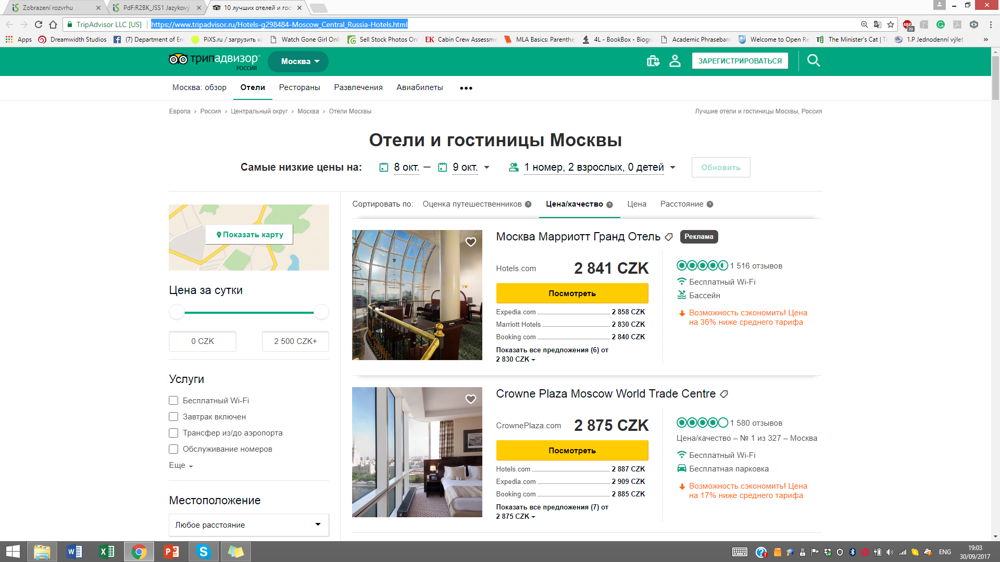 Zobrazení rozvrhu
PdF:R2BK_JSS1 Jazykový
10 лучших отелей и гос
TripAdvisor LLC [US]
https://www.tripadvisor.ru/Hotels-g298484-Moscow_Central_Russia-Hotels.html
ABP
39
Apps
Dreamwidth Studios
(7) Department of En
PiXS.ru / загрузить ка
Watch Gone Girl Onli
Sell Stock Photos Onl
EK Cabin Crew Assessme
MLA Basics: Parenthe
4L - BookBox - Biogra
Academic Phraseban
Welcome to Open Re
The Minister's Cat | Te
1.P Jednodenní výlet
»
трипадвизор®
РОССИЯ
Москва
ЗАРЕГИСТРИРОВАТЬСЯ
Москва: обзор
Отели
Рестораны
Развлечения
Авиабилеты
•••
Европа › Россия › Центральный округ › Москва › Отели Москвы
Лучшие отели и гостиницы Москвы, Россия
Отели и гостиницы Москвы
Самые низкие цены на: 8 окт. — 9 окт. 1 номер, 2 взрослых, 0 детей Обновить
Показать карту
Цена за сутки
0 CZK
2 500 CZK+
Услуги
Бесплатный Wi-Fi
Завтрак включен
Трансфер из/до аэропорта
Обслуживание номеров
Еще
Местоположение
Любое расстояние
Сортировать по: Оценка путешественников ? Цена/качество ? Цена Расстояние ?
Москва Марриотт Гранд Отель
Реклама
Hotels.com 2 841 CZK
Посмотреть
Expedia.com 2 858 CZK
Marriott Hotels 2 830 CZK
Booking.com 2 840 CZK
Показать все предложения (6) от
2 830 CZK
1 516 отзывов
Бесплатный Wi-Fi
Бассейн
Возможность сэкономить! Цена
на 36% ниже среднего тарифа
Crowne Plaza Moscow World Trade Centre
CrownePlaza.com 2 875 CZK
Посмотреть
Hotels.com 2 887 CZK
Expedia.com 2 909 CZK
Booking.com 2 885 CZK
Показать все предложения (7) от
2 875 CZK
1 580 отзывов
Цена/качество – № 1 из 327 – Москва
Бесплатный Wi-Fi
Бесплатная парковка
Возможность сэкономить! Цена
на 17% ниже среднего тарифа
ENG
19:03
30/09/2017